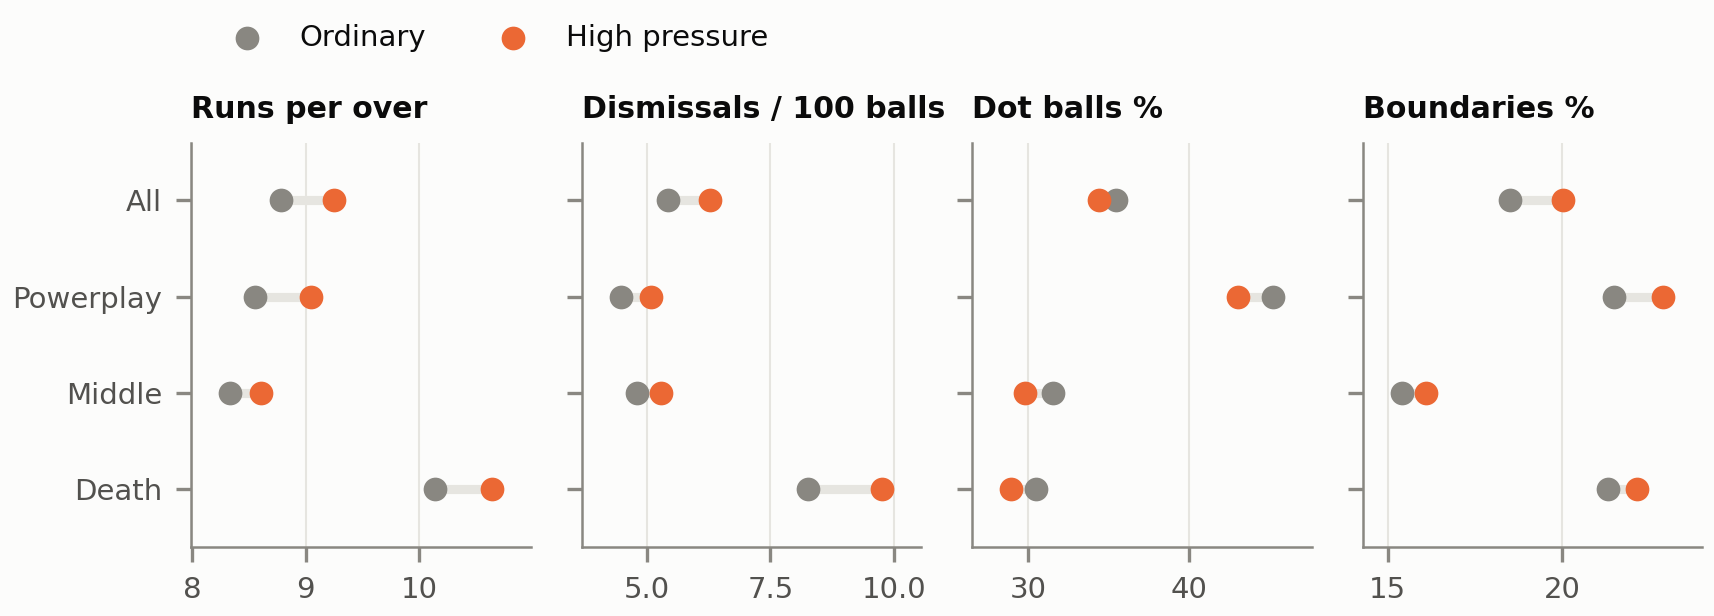 Ordinary High pressure
Runs per over Dismissals / 100 balls Dot balls % Boundaries %
All
Powerplay
Middle
Death
8 9 10 5.0 7.5 10.0 30 40 15 20